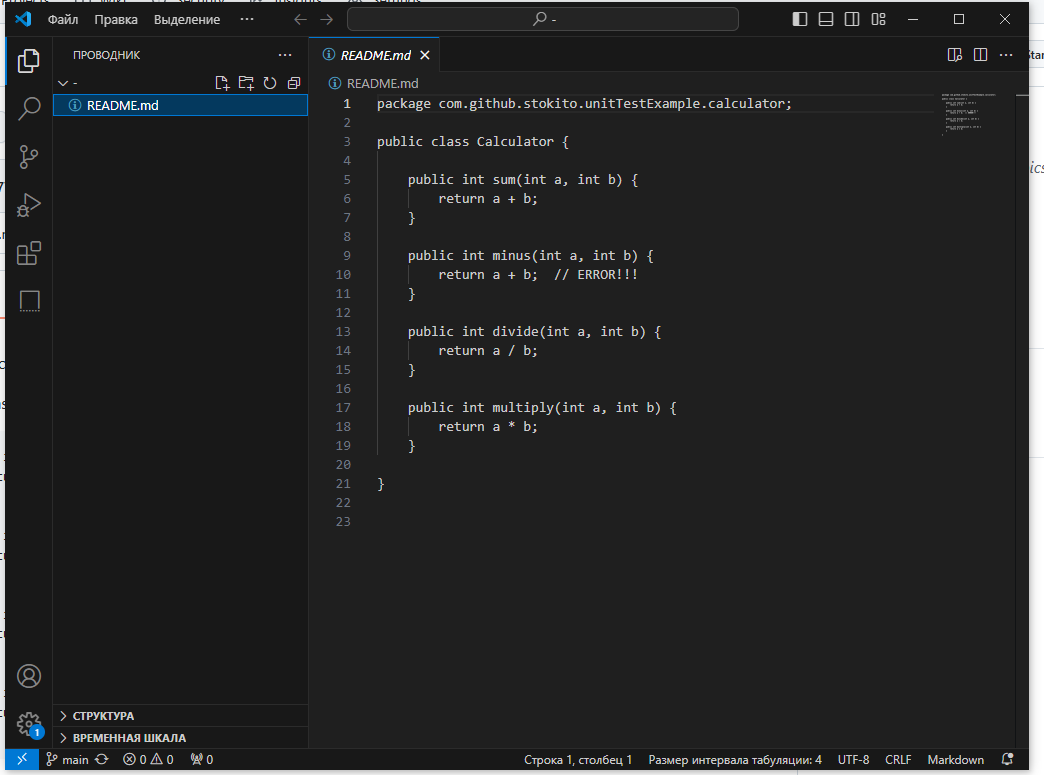 Файл Правка Выделение ... -
ПРОВОДНИК ...
README.md
-
README.md
README.md
1 package com.github.stokito.unitTestExample.calculator;
2
3 public class Calculator {
4
5 public int sum(int a, int b) {
6 return a + b;
7 }
8
9 public int minus(int a, int b) {
10 return a + b; // ERROR!!!
11 }
12
13 public int divide(int a, int b) {
14 return a / b;
15 }
16
17 public int multiply(int a, int b) {
18 return a * b;
19 }
20
21 }
22
23
СТРУКТУРА
ВРЕМЕННАЯ ШКАЛА
1
main 0 0 0 Строка 1, столбец 1 Размер интервала табуляции: 4 UTF-8 CRLF Markdown